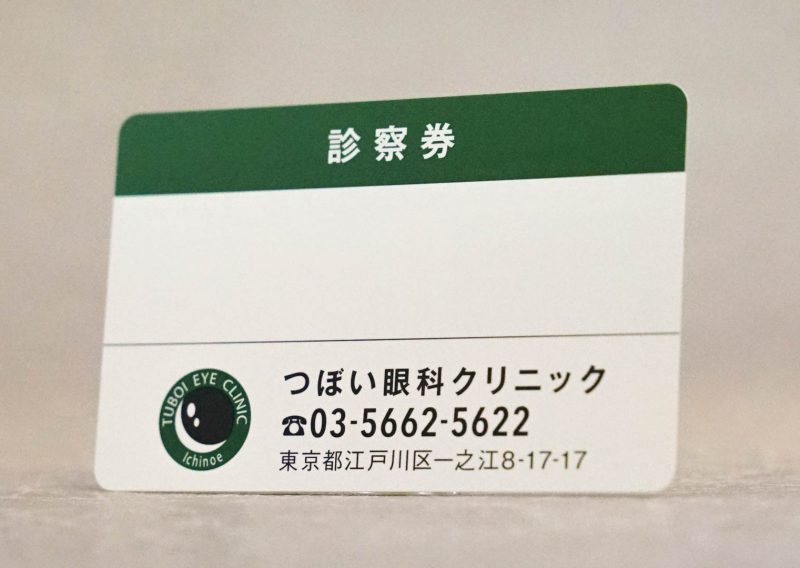 診察券
つぼい眼科クリニック
☎03-5662-5622
東京都江戸川区一之江8-17-17
TUBOI EYE CLINIC
Ichinoe